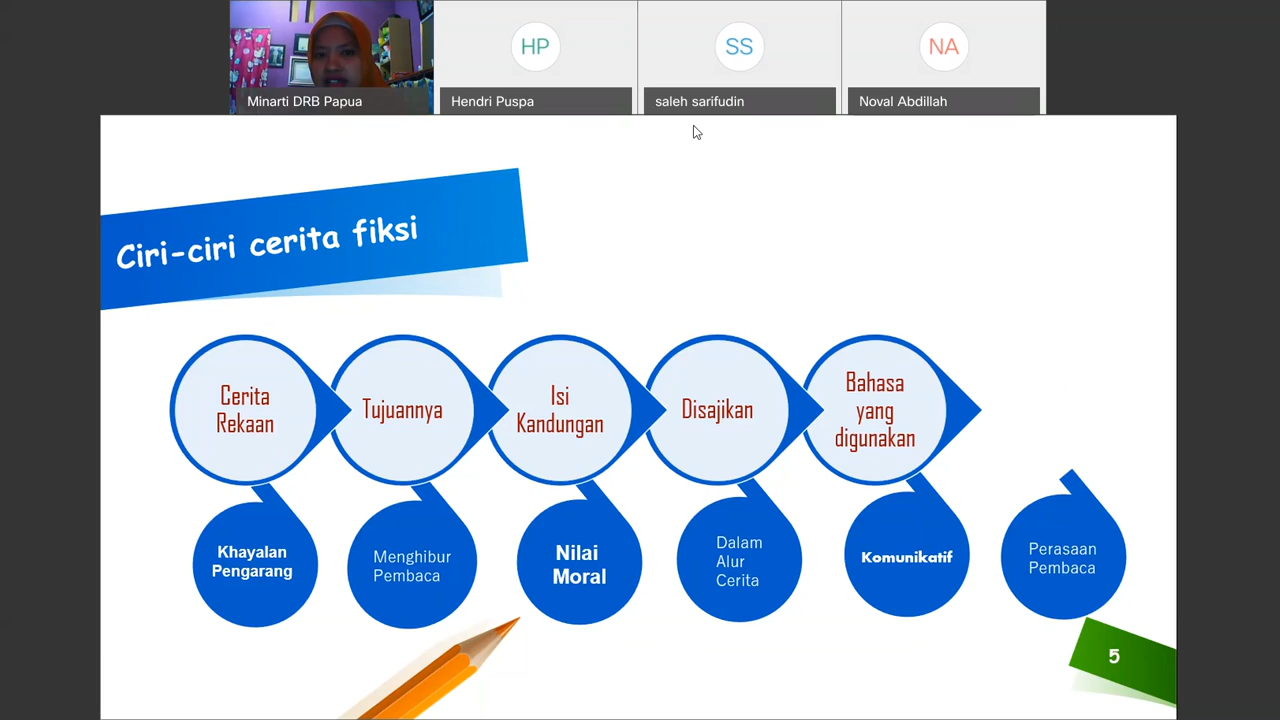 HP
SS
NA
Minarti DRB Papua
Hendri Puspa
saleh sarifudin
Noval Abdillah
Ciri-ciri cerita fiksi
Cerita
Rekaan
Tujuannya
Isi
Kandungan
Disajikan
Bahasa
yang
digunakan
Khayalan
Pengarang
Menghibur
Pembaca
Nilai
Moral
Dalam
Alur
Cerita
Komunikatif
Perasaan
Pembaca
5